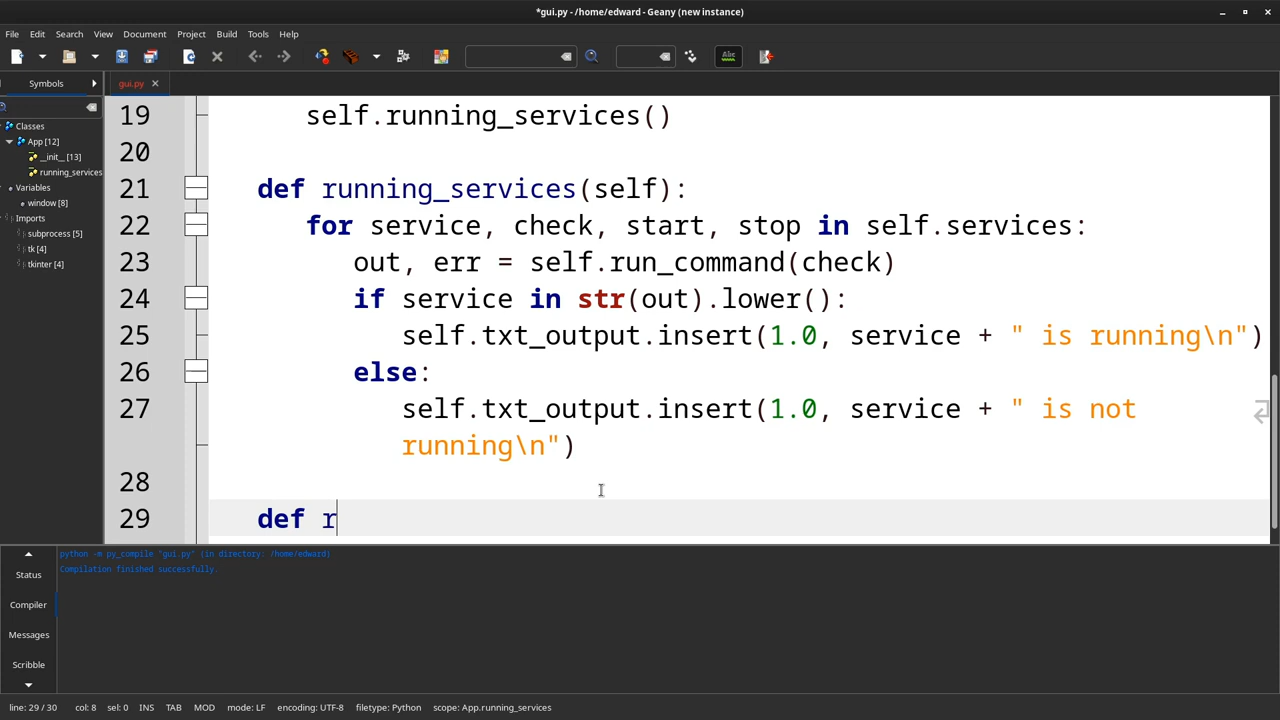 *gui.py - /home/edward - Geany (new instance)
File Edit Search View Document Project Build Tools Help
Abc
Symbols
gui.py
Classes
App [12]
__init__ [13]
running_services
Variables
window [8]
Imports
subprocess [5]
tk [4]
tkinter [4]
19 self.running_services()
20
21 def running_services(self):
22 for service, check, start, stop in self.services:
23 out, err = self.run_command(check)
24 if service in str(out).lower():
25 self.txt_output.insert(1.0, service + " is running\n")
26 else:
27 self.txt_output.insert(1.0, service + " is not
running\n")
28
29 def r
Status
Compiler
Messages
Scribble
python -m py_compile "gui.py" (in directory: /home/edward)
Compilation finished successfully.
line: 29 / 30 col: 8 sel: 0 INS TAB MOD mode: LF encoding: UTF-8 filetype: Python scope: App.running_services